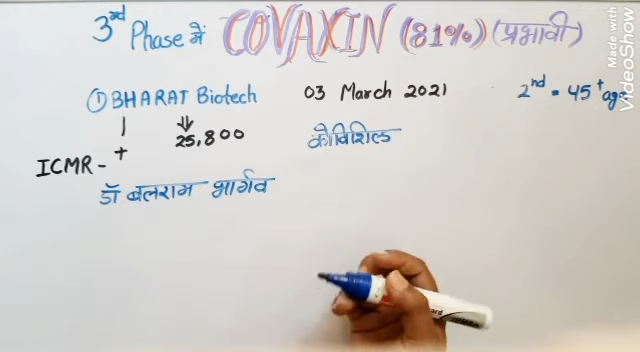 3rd Phase में COVAXIN (81%) (प्रभावी)
① BHARAT Biotech 03 March 2021 2nd = 45+ age
25,800 कोविशिल्ड
ICMR - +
डॉ बलराम भार्गव
Made with
VideoShow